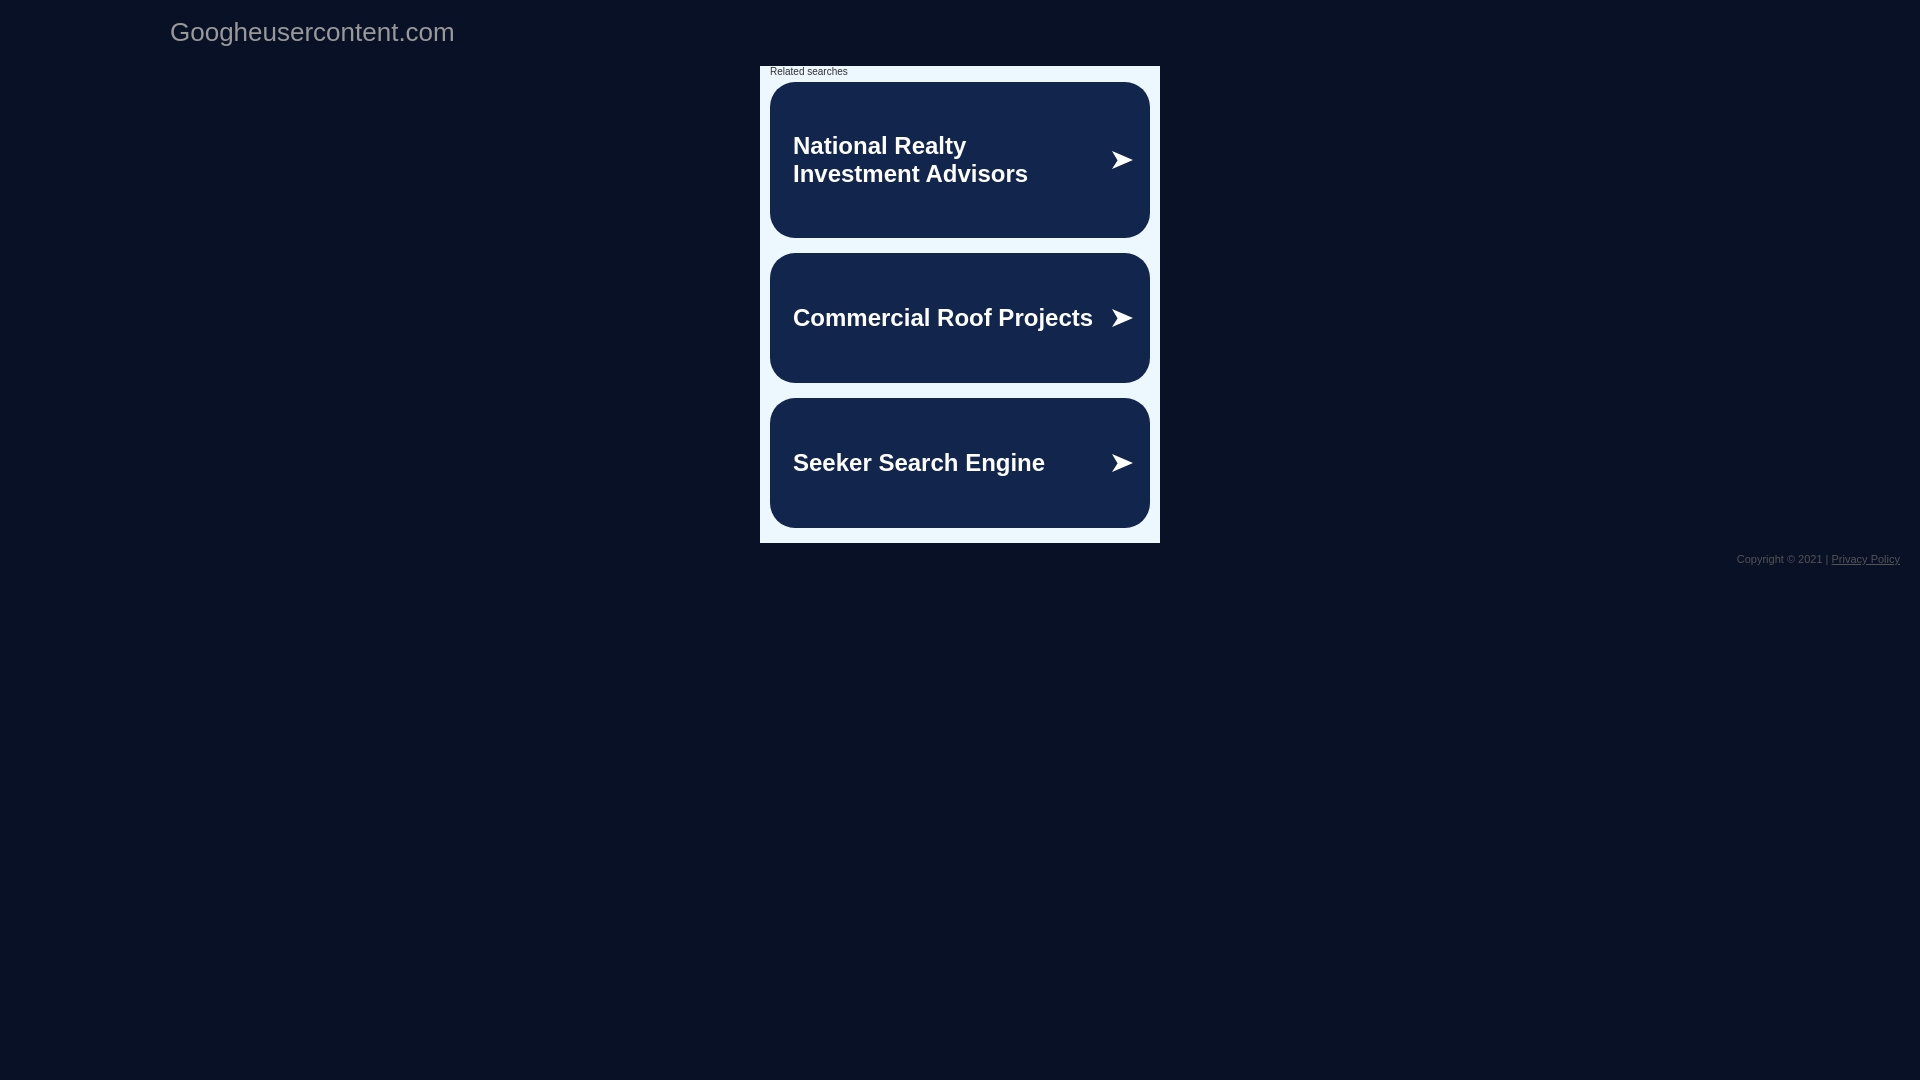 Googheusercontent.com
Related searches
National Realty
Investment Advisors
Commercial Roof Projects
Seeker Search Engine
Copyright © 2021 | Privacy Policy